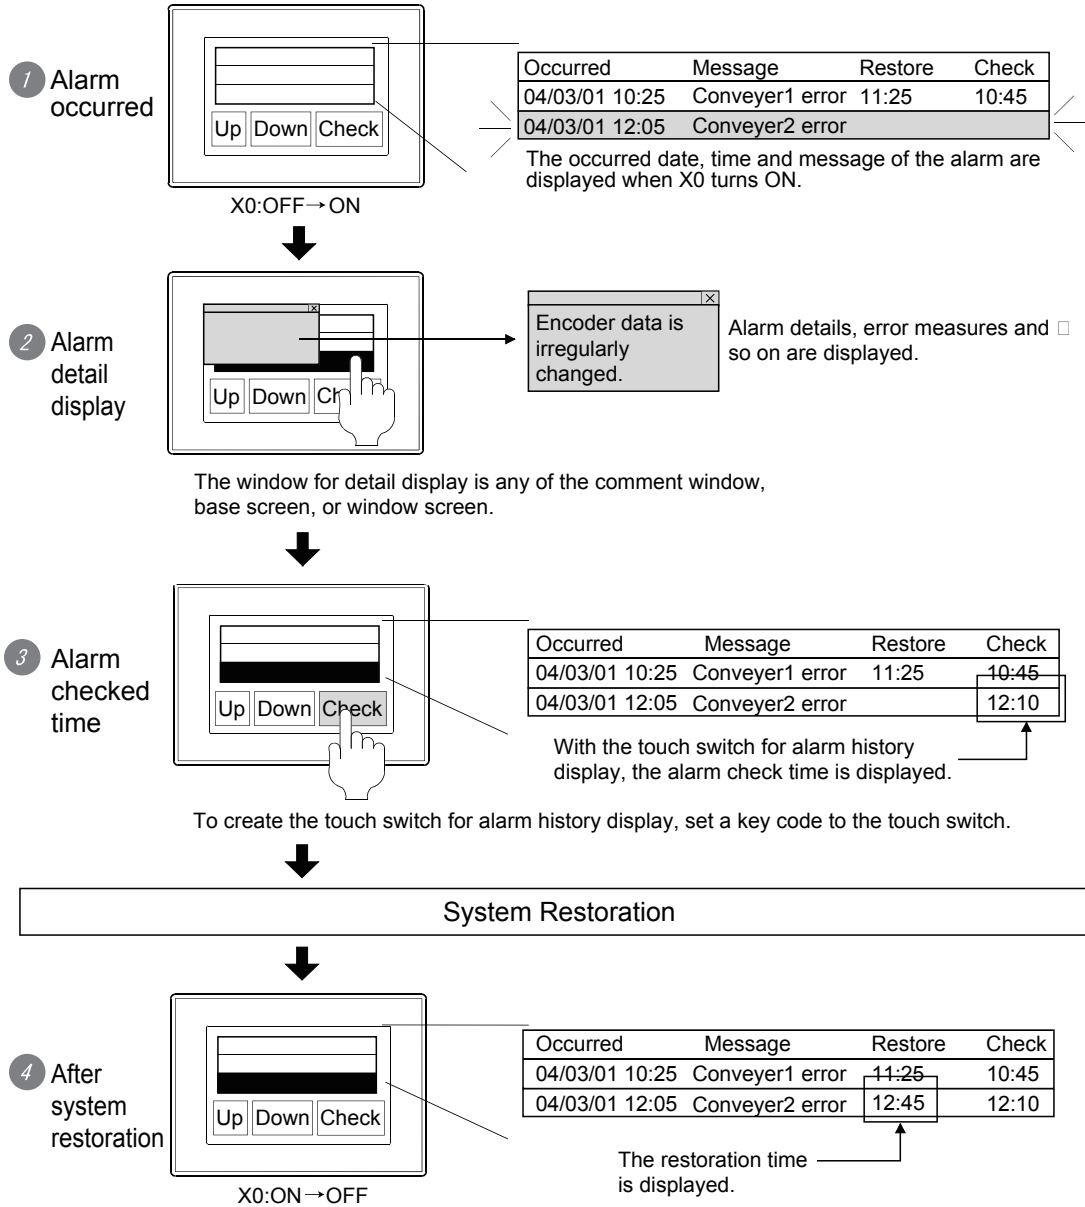 1 Alarm
occurred
Up Down Check
X0:OFF→ON
Occurred Message Restore Check
04/03/01 10:25 Conveyer1 error 11:25 10:45
04/03/01 12:05 Conveyer2 error
The occurred date, time and message of the alarm are
displayed when X0 turns ON.
2 Alarm
detail
display
×
Up Down Ch
×
Encoder data is
irregularly
changed.
Alarm details, error measures and □
so on are displayed.
The window for detail display is any of the comment window,
base screen, or window screen.
3 Alarm
checked
time
Up Down Check
Occurred Message Restore Check
04/03/01 10:25 Conveyer1 error 11:25 10:45
04/03/01 12:05 Conveyer2 error 12:10
With the touch switch for alarm history
display, the alarm check time is displayed.
To create the touch switch for alarm history display, set a key code to the touch switch.
System Restoration
4 After
system
restoration
Up Down Check
X0:ON→OFF
Occurred Message Restore Check
04/03/01 10:25 Conveyer1 error 11:25 10:45
04/03/01 12:05 Conveyer2 error 12:45 12:10
The restoration time
is displayed.